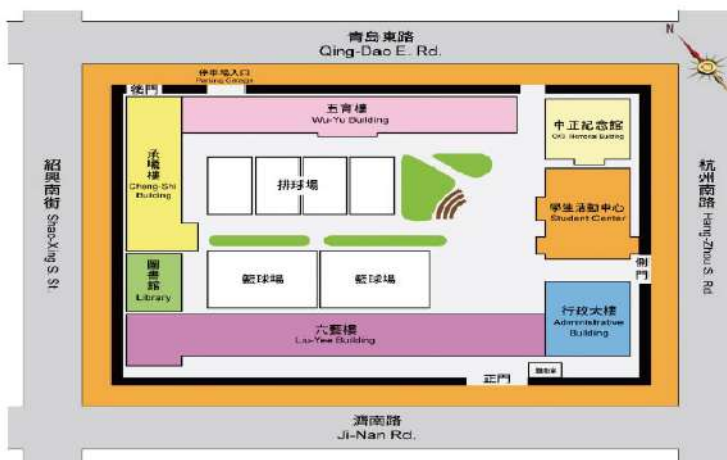 青島東路
Qing-Dao E. Rd.
N
停車場入口
Parking Garage
後門
五育樓
Wu-Yu Building
中正紀念館
CKS Memorial Building
承曦樓
Cheng-Shi
Building
排球場
紹興南街 Shao-Xing S. St.
杭州南路 Hang-Zhou S. Rd.
學生活動中心
Student Center
圖書館
Library
籃球場
籃球場
側門
行政大樓
Administrative
Building
六藝樓
Liu-Yee Building
正門
濟南路
Ji-Nan Rd.